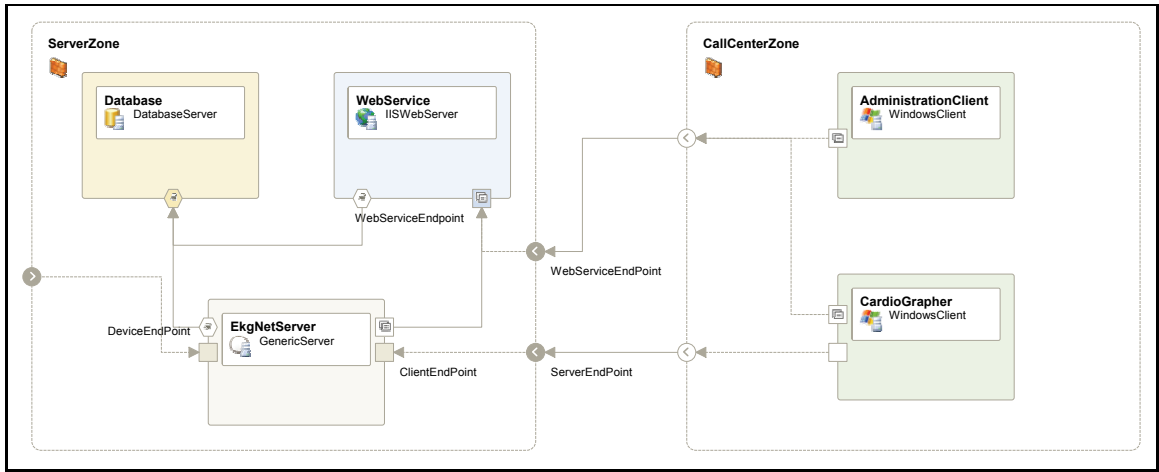 ServerZone
CallCenterZone
Database
DatabaseServer
WebService
IISWebServer
AdministrationClient
WindowsClient
WebServiceEndpoint
WebServiceEndPoint
CardioGrapher
WindowsClient
DeviceEndPoint
EkgNetServer
GenericServer
ClientEndPoint
ServerEndPoint